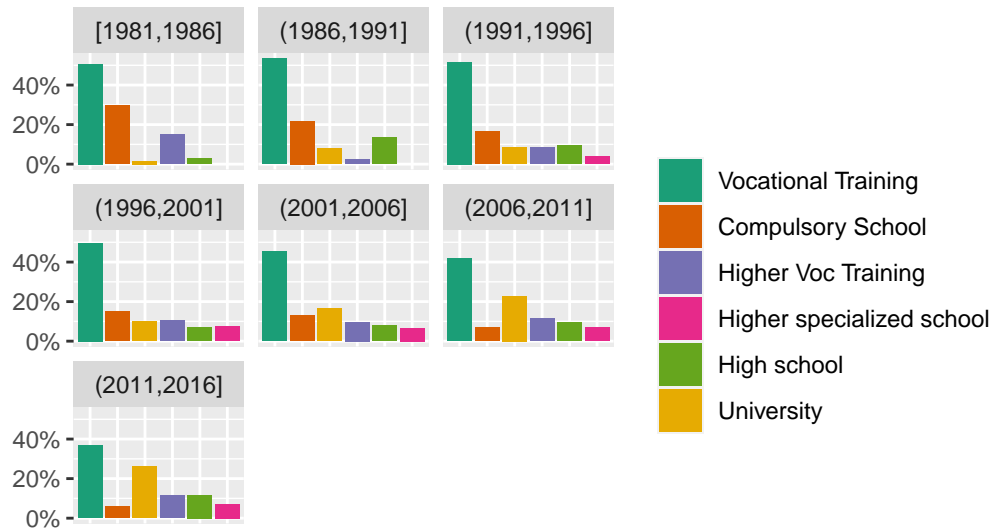 [1981,1986]
(1986,1991]
(1991,1996]
40%
20%
0%
(1996,2001]
(2001,2006]
(2006,2011]
40%
20%
0%
(2011,2016]
40%
20%
0%
Vocational Training
Compulsory School
Higher Voc Training
Higher specialized school
High school
University